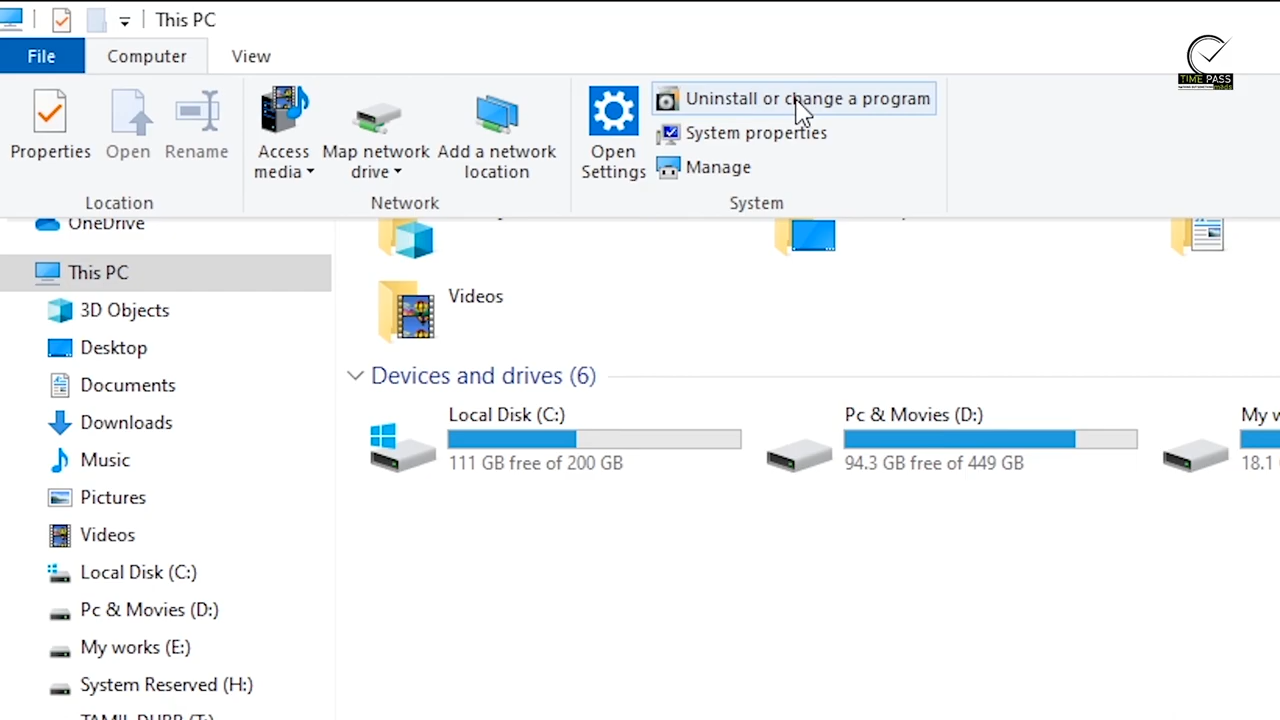 This PC
File
Computer
View
Properties
Open
Rename
Location
Access media
Map network drive
Add a network location
Network
Open Settings
Uninstall or change a program
System properties
Manage
System
OneDrive
This PC
3D Objects
Desktop
Documents
Downloads
Music
Pictures
Videos
Local Disk (C:)
Pc & Movies (D:)
My works (E:)
System Reserved (H:)
Videos
Devices and drives (6)
Local Disk (C:)
111 GB free of 200 GB
Pc & Movies (D:)
94.3 GB free of 449 GB
My w
18.1
TIME PASS